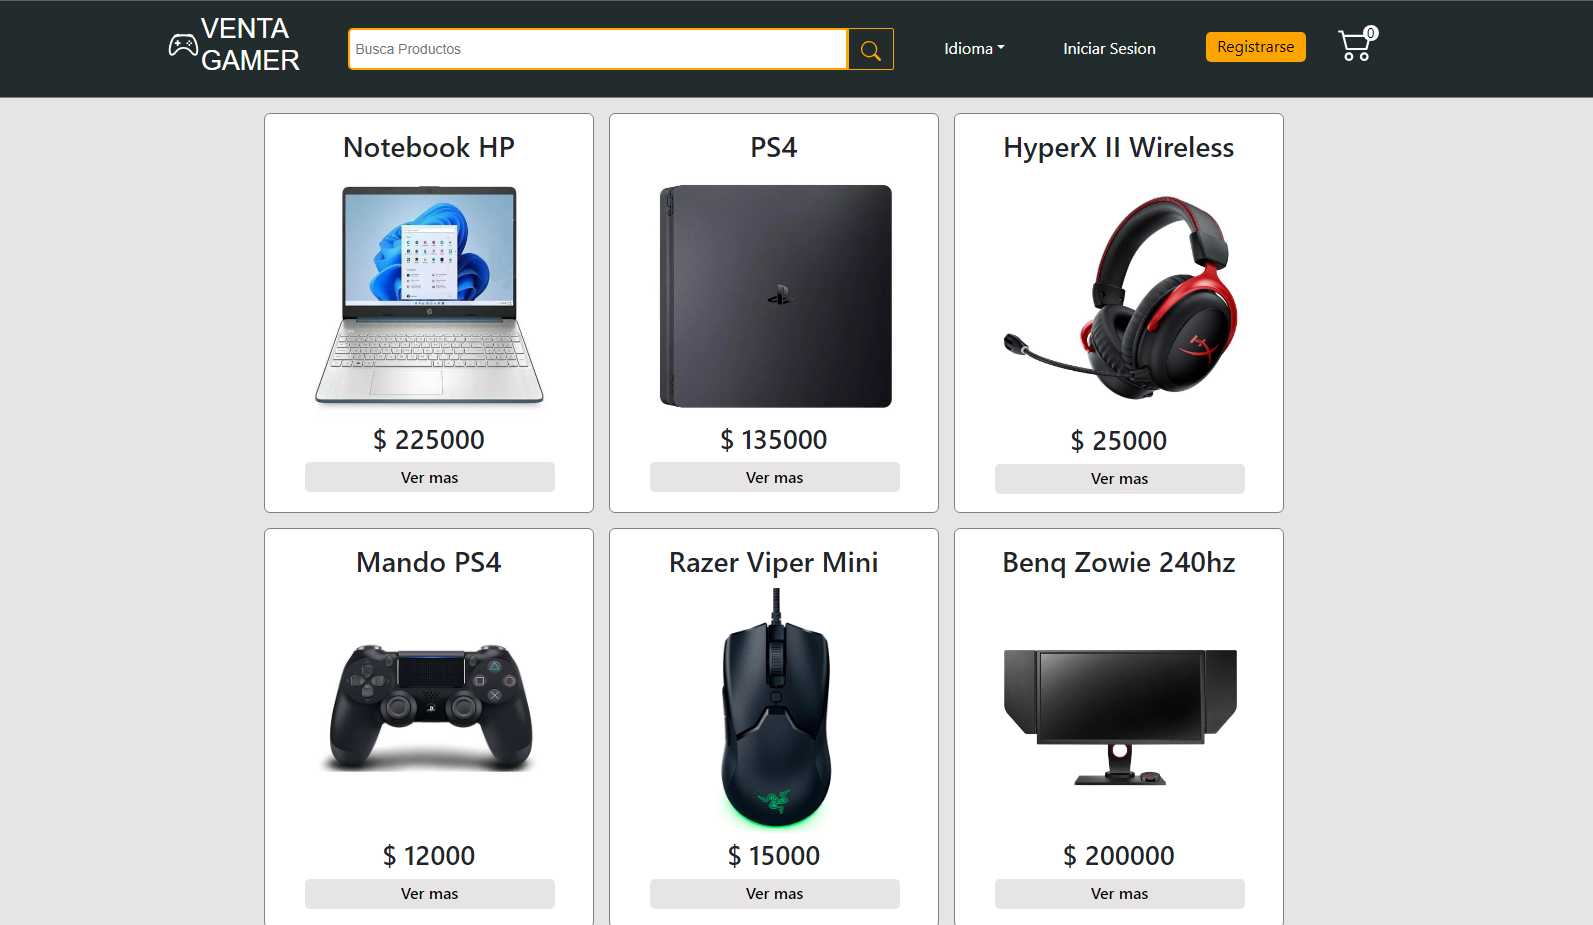 VENTA
GAMER
Busca Productos
Idioma
Iniciar Sesion
Registrarse
0
Notebook HP
PS4
HyperX II Wireless
$ 225000
$ 135000
$ 25000
Ver mas
Ver mas
Ver mas
Mando PS4
Razer Viper Mini
Benq Zowie 240hz
$ 12000
$ 15000
$ 200000
Ver mas
Ver mas
Ver mas